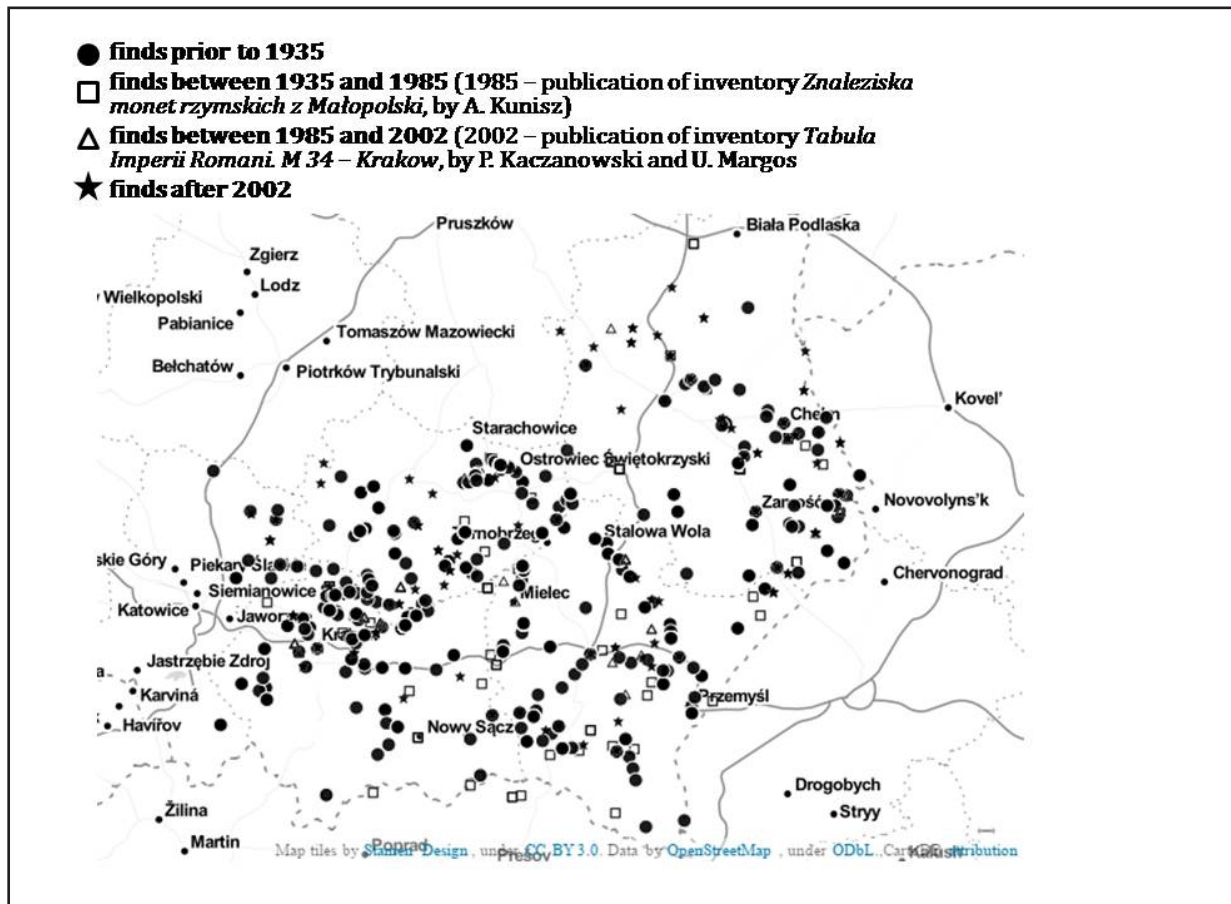 finds prior to 1935
finds between 1935 and 1985 (1985 – publication of inventory Znaleziska
monet rzymskich z Małopolski, by A. Kunisz)
finds between 1985 and 2002 (2002 – publication of inventory Tabula
Imperii Romani. M 34 – Krakow, by P. Kaczanowski and U. Margos
finds after 2002
Pruszków
Biała Podlaska
Zgierz
Lodz
Wielkopolski
Pabianice
Tomaszów Mazowiecki
Bełchatów
Piotrków Trybunalski
Kovel'
Starachowice
Ostrowiec Świętokrzyski
Novovolyns'k
Stalowa Wola
skie Góry
Piekary
Siemianowice
Chervonograd
Mielec
Katowice
Jastrzębie Zdroj
Karviná
Przemyśl
Havířov
Nowy Sącz
Drogobych
Žilina
Stryy
Martin
Poprad
Presov
Map tiles by Stamen Design, under CC BY 3.0. Data by OpenStreetMap, under ODbL.